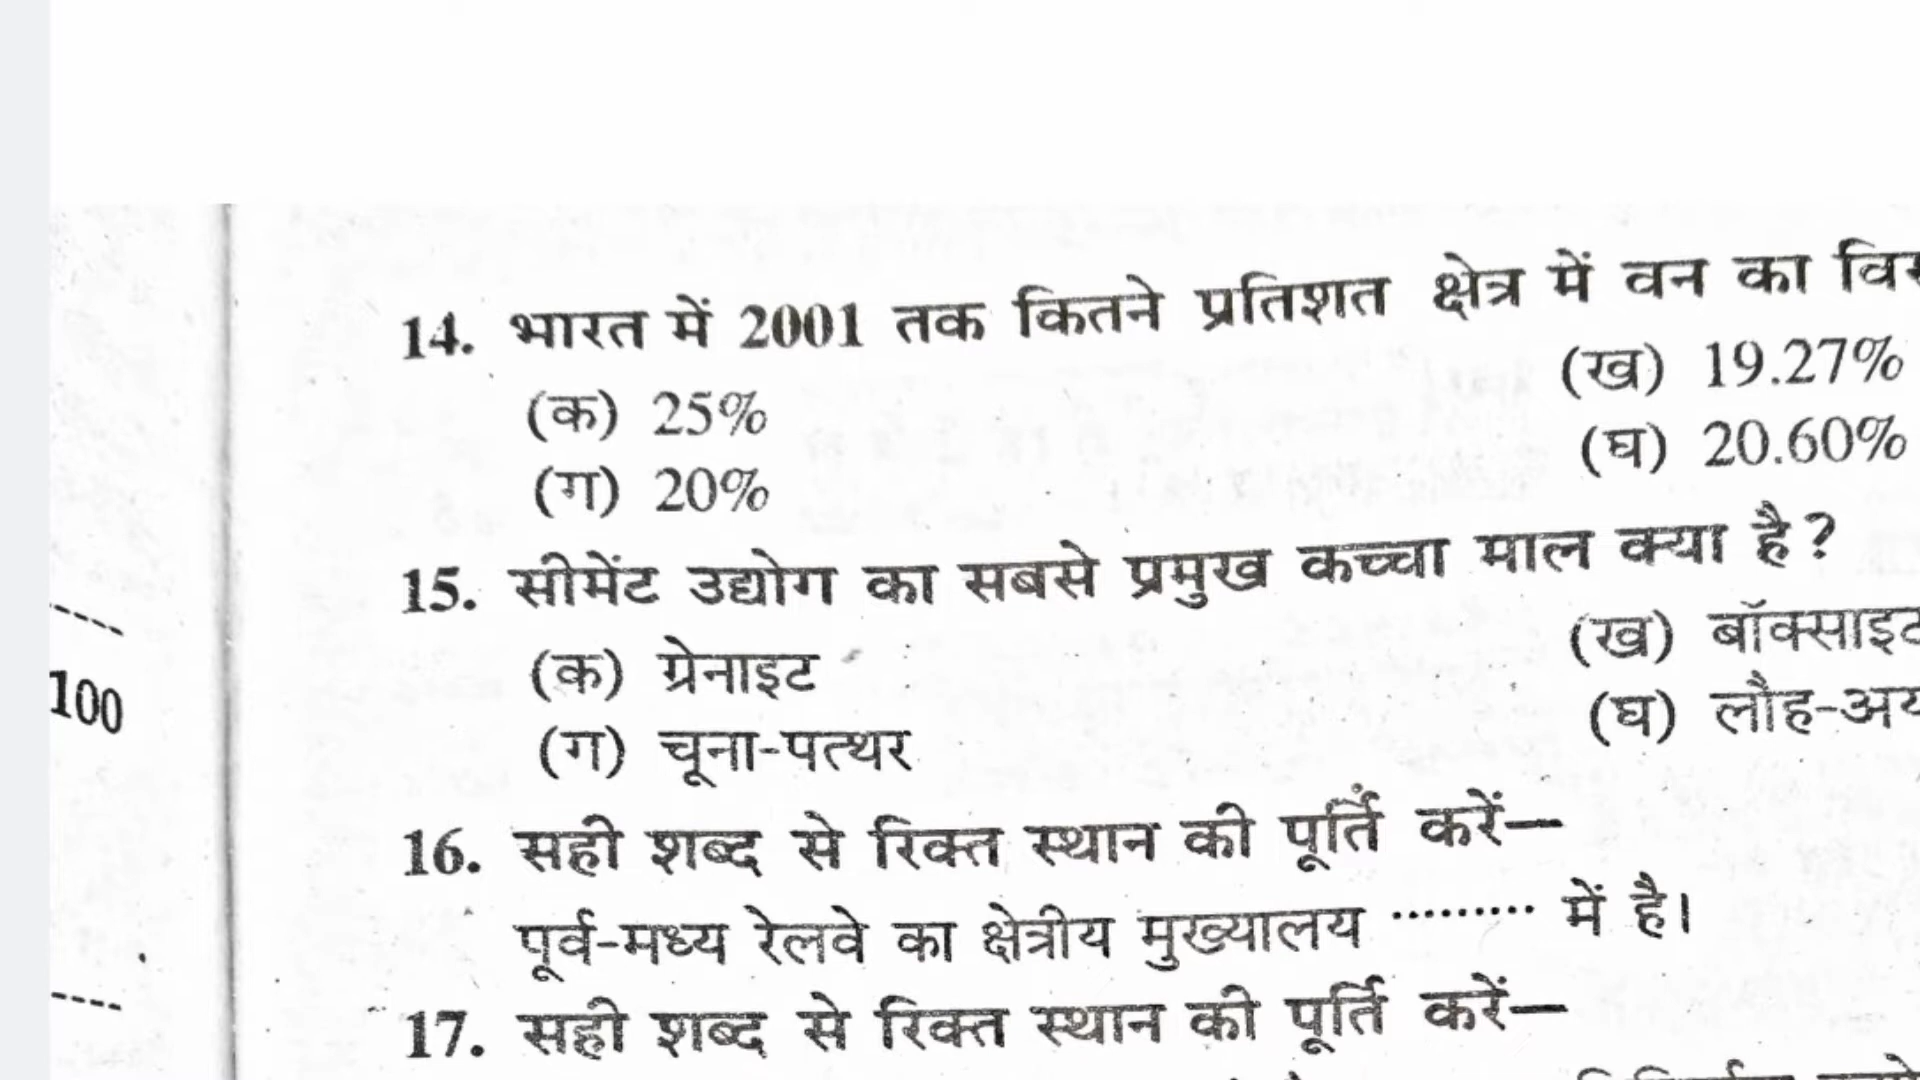 14. भारत में 2001 तक कितने प्रतिशत क्षेत्र में वन का
(क) 25% (ख) 19.27%
(ग) 20% (घ) 20.60%
15. सीमेंट उद्योग का सबसे प्रमुख कच्चा माल क्या है?
(क) ग्रेनाइट (ख) बॉक्साइट
(ग) चूना-पत्थर (घ) लौह-अय
100
16. सही शब्द से रिक्त स्थान की पूर्ति करें—
पूर्व-मध्य रेलवे का क्षेत्रीय मुख्यालय ......... में है।
17. सही शब्द से रिक्त स्थान की पूर्ति करें—